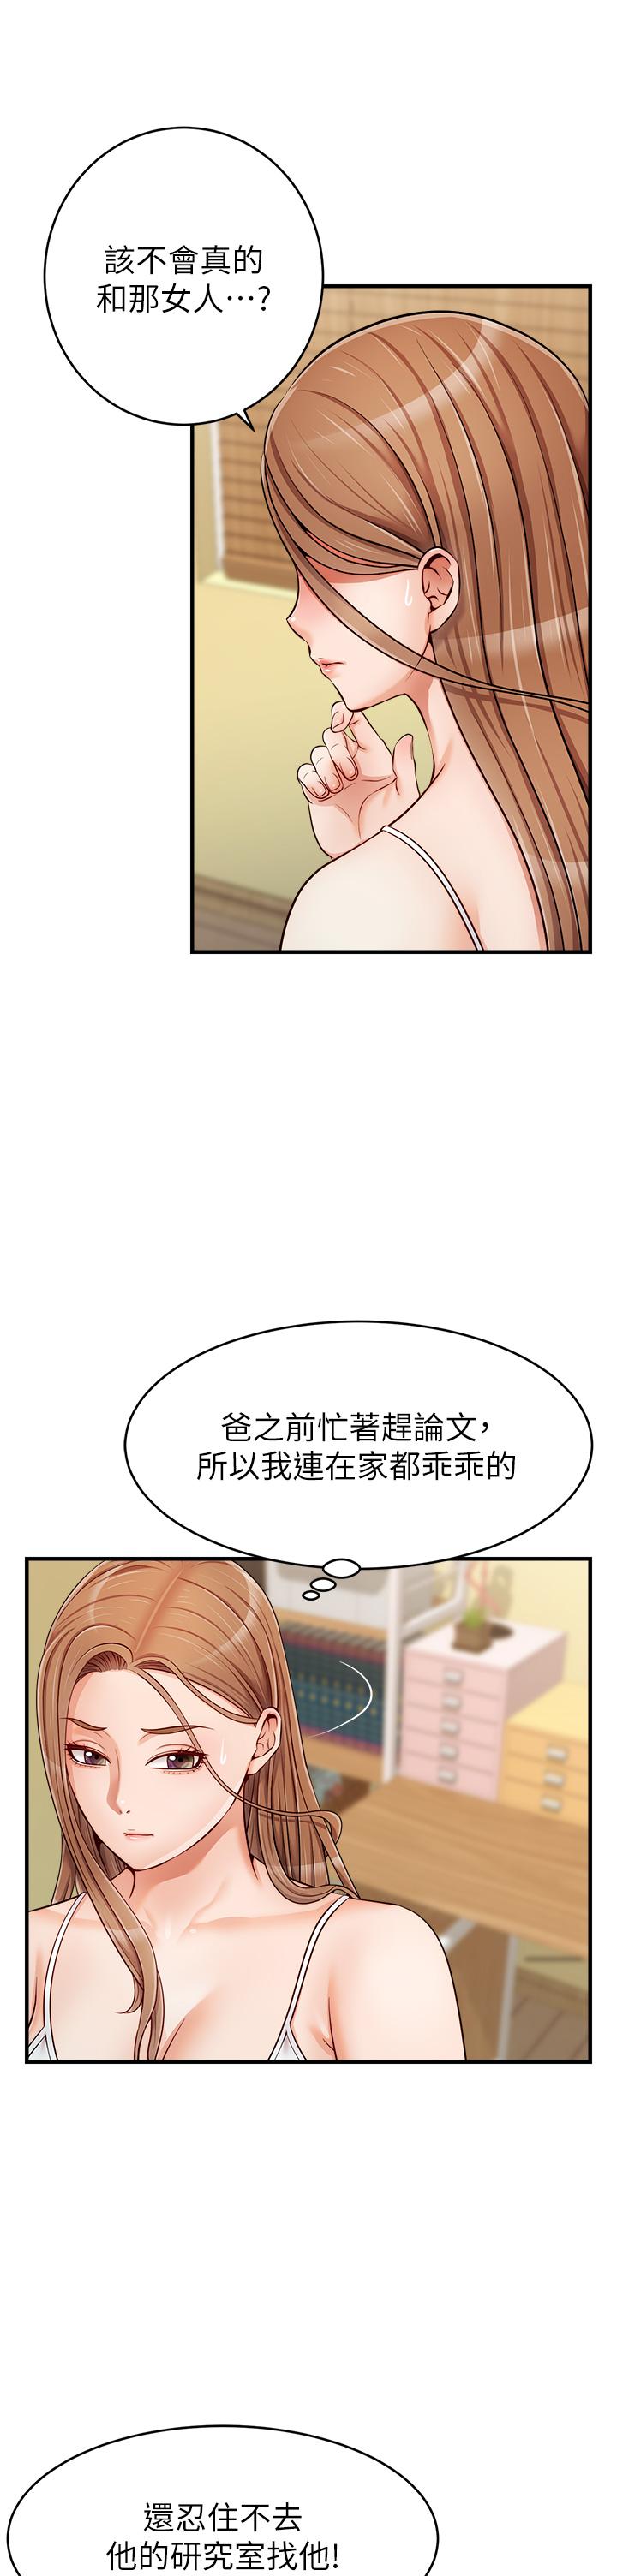 該不會真的
和那女人⋯?
爸之前忙著趕論文,
所以我連在家都乖乖的
還忍住不去
他的研究室找他!